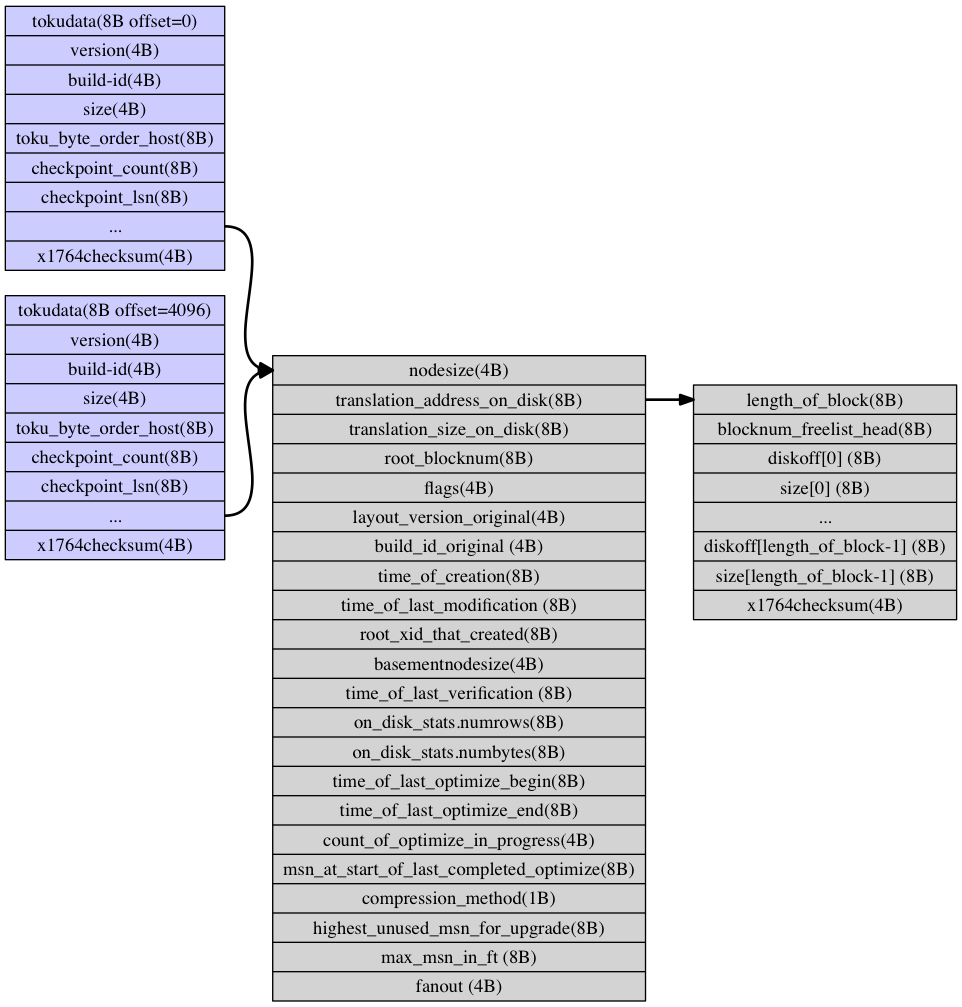 tokudata(8B offset=0)
version(4B)
build-id(4B)
size(4B)
toku_byte_order_host(8B)
checkpoint_count(8B)
checkpoint_lsn(8B)
...
x1764checksum(4B)
tokudata(8B offset=4096)
version(4B)
build-id(4B)
size(4B)
toku_byte_order_host(8B)
checkpoint_count(8B)
checkpoint_lsn(8B)
...
x1764checksum(4B)
nodesize(4B)
translation_address_on_disk(8B)
translation_size_on_disk(8B)
root_blocknum(8B)
flags(4B)
layout_version_original(4B)
build_id_original (4B)
time_of_creation(8B)
time_of_last_modification (8B)
root_xid_that_created(8B)
basementnodesize(4B)
time_of_last_verification (8B)
on_disk_stats.numrows(8B)
on_disk_stats.numbytes(8B)
time_of_last_optimize_begin(8B)
time_of_last_optimize_end(8B)
count_of_optimize_in_progress(4B)
msn_at_start_of_last_completed_optimize(8B)
compression_method(1B)
highest_unused_msn_for_upgrade(8B)
max_msn_in_ft (8B)
fanout (4B)
length_of_block(8B)
blocknum_freelist_head(8B)
diskoff[0] (8B)
size[0] (8B)
...
diskoff[length_of_block-1] (8B)
size[length_of_block-1] (8B)
x1764checksum(4B)